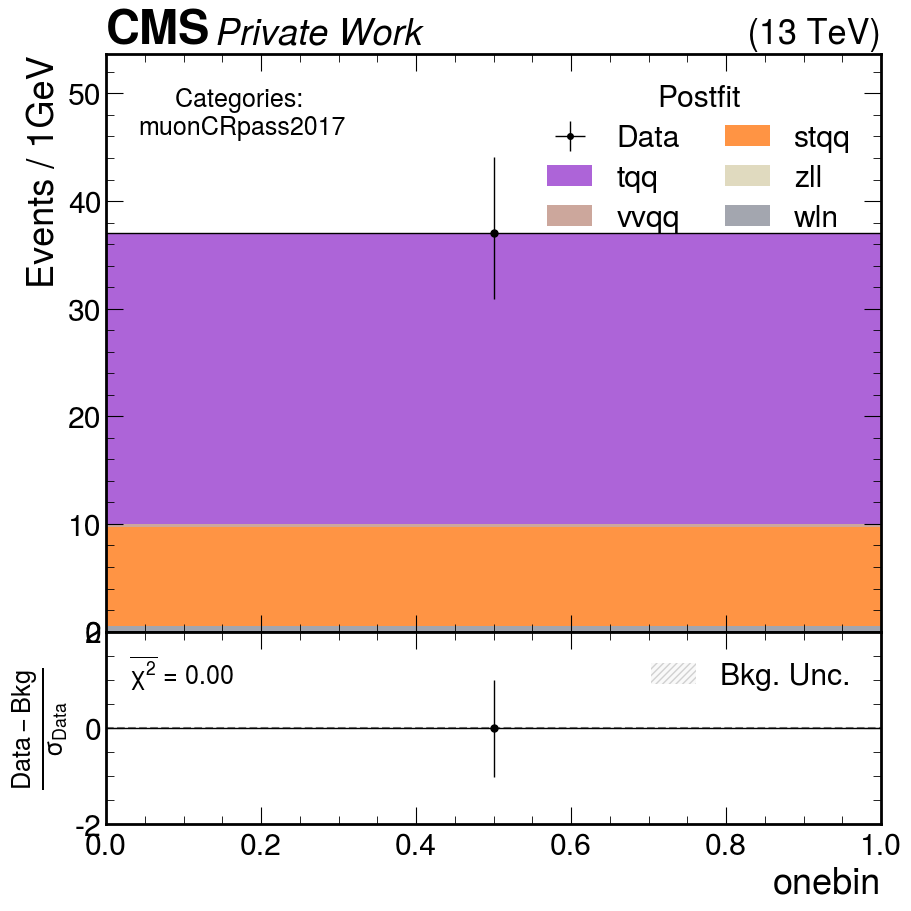 CMS Private Work (13 TeV)
Events / 1GeV
Categories:
muonCRpass2017
Postfit
Data
tqq
vvqq
stqq
zll
wln
50
40
30
20
10
0
2
0
-2
Data – Bkg
σData
χ² = 0.00
Bkg. Unc.
0.0 0.2 0.4 0.6 0.8 1.0
onebin